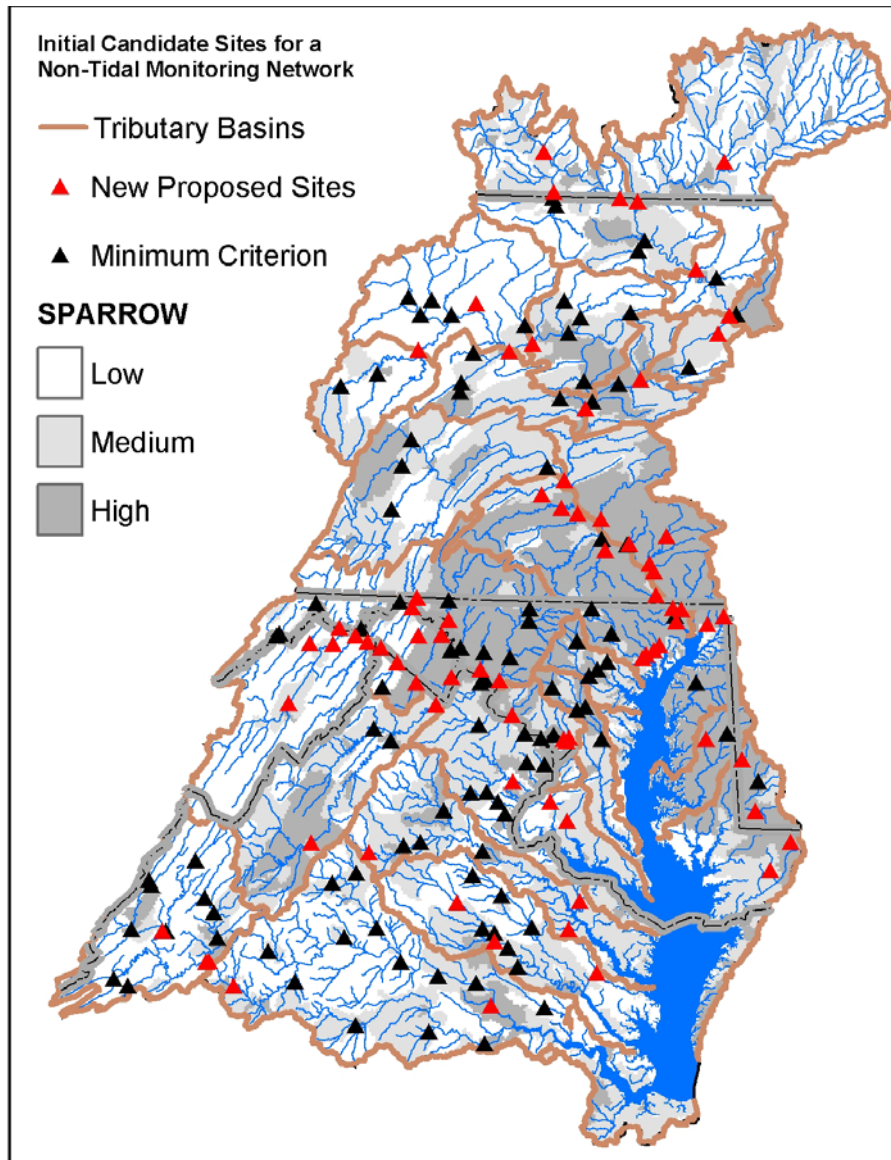 Initial Candidate Sites for a
Non-Tidal Monitoring Network
Tributary Basins
New Proposed Sites
Minimum Criterion
SPARROW
Low
Medium
High